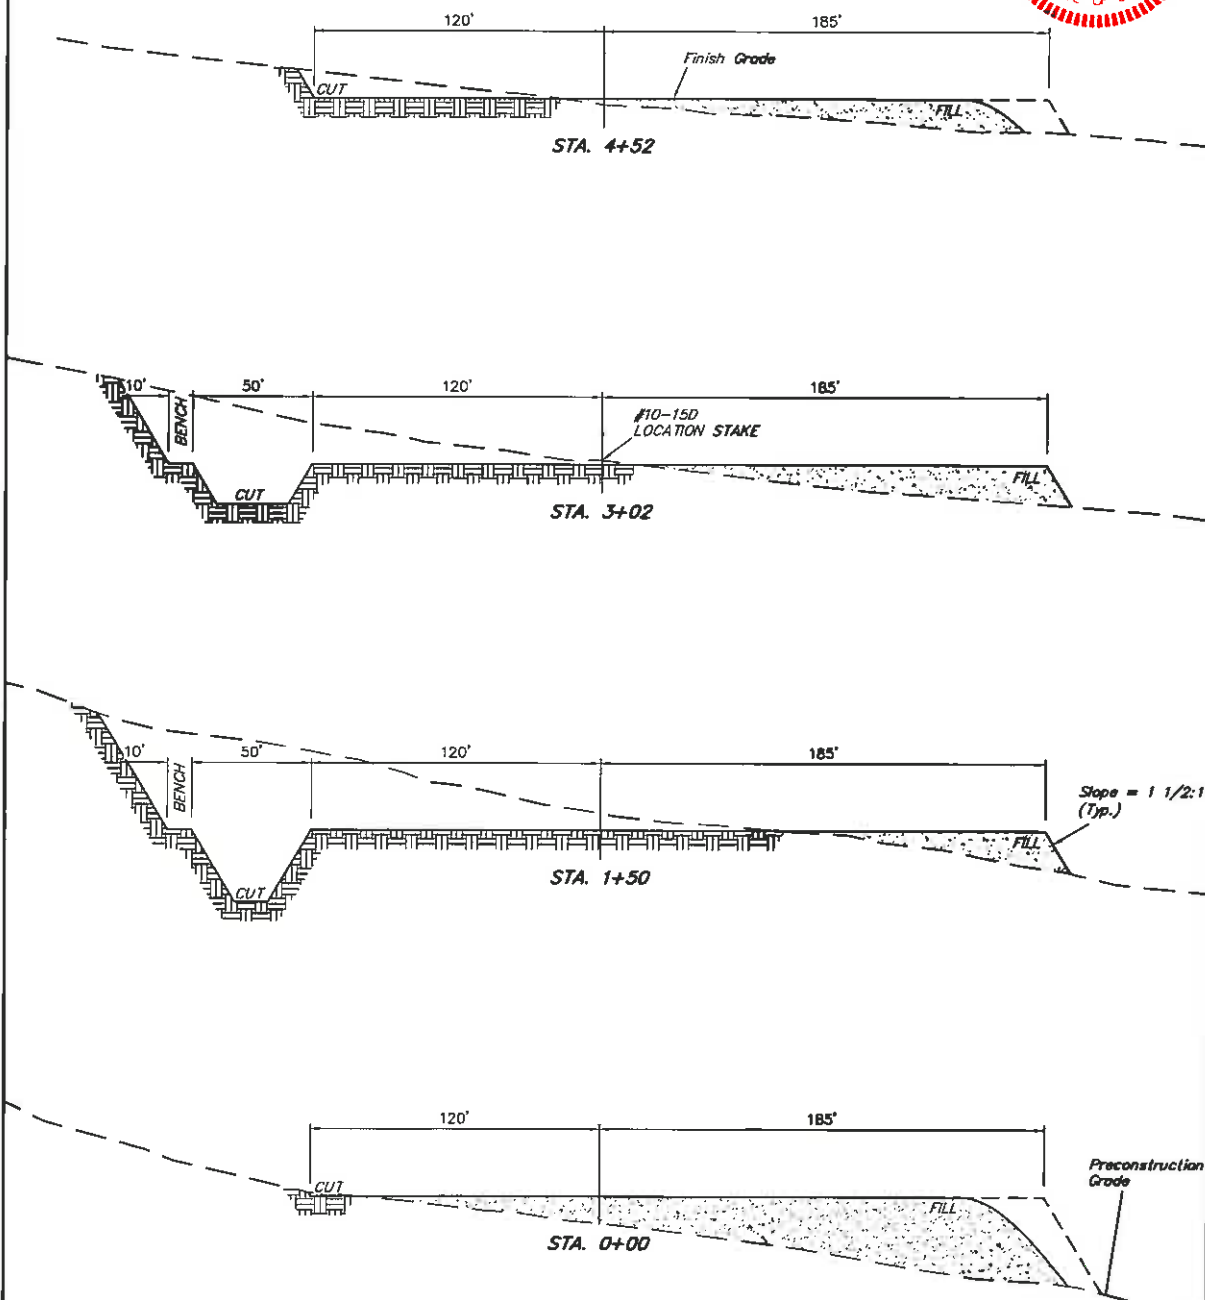 120'
185'
Finish Grade
CUT
FILL
STA. 4+52
10'
BENCH
50'
120'
185'
#10-15D
LOCATION STAKE
CUT
FILL
STA. 3+02
10'
BENCH
50'
120'
185'
Slope = 1 1/2:1
(Typ.)
CUT
FILL
STA. 1+50
120'
185'
Preconstruction
Grade
CUT
FILL
STA. 0+00